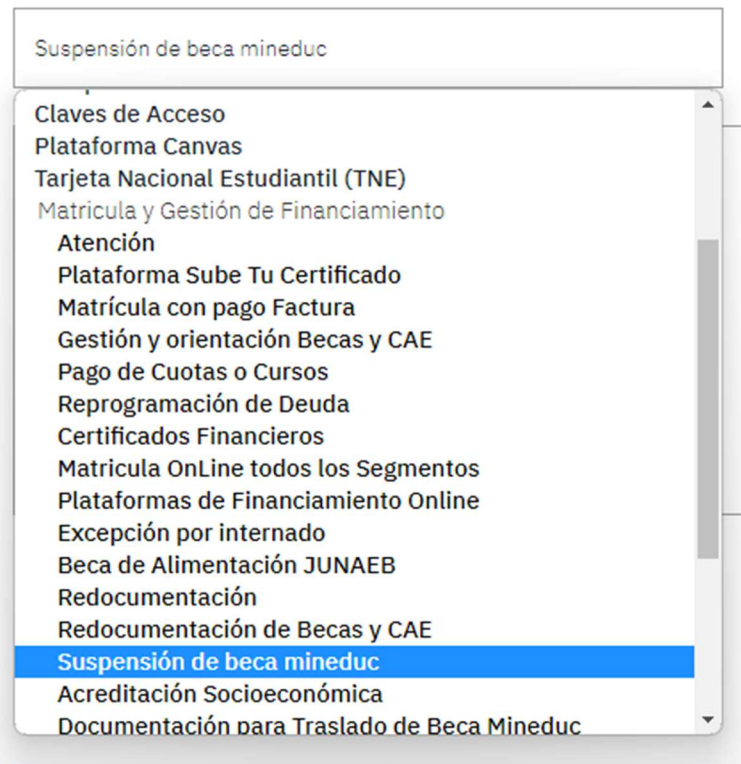 Suspensión de beca mineduc
Claves de Acceso
Plataforma Canvas
Tarjeta Nacional Estudiantil (TNE)
Matricula y Gestión de Financiamiento
Atención
Plataforma Sube Tu Certificado
Matrícula con pago Factura
Gestión y orientación Becas y CAE
Pago de Cuotas o Cursos
Reprogramación de Deuda
Certificados Financieros
Matricula OnLine todos los Segmentos
Plataformas de Financiamiento Online
Excepción por internado
Beca de Alimentación JUNAEB
Redocumentación
Redocumentación de Becas y CAE
Suspensión de beca mineduc
Acreditación Socioeconómica
Documentación para Traslado de Beca Mineduc